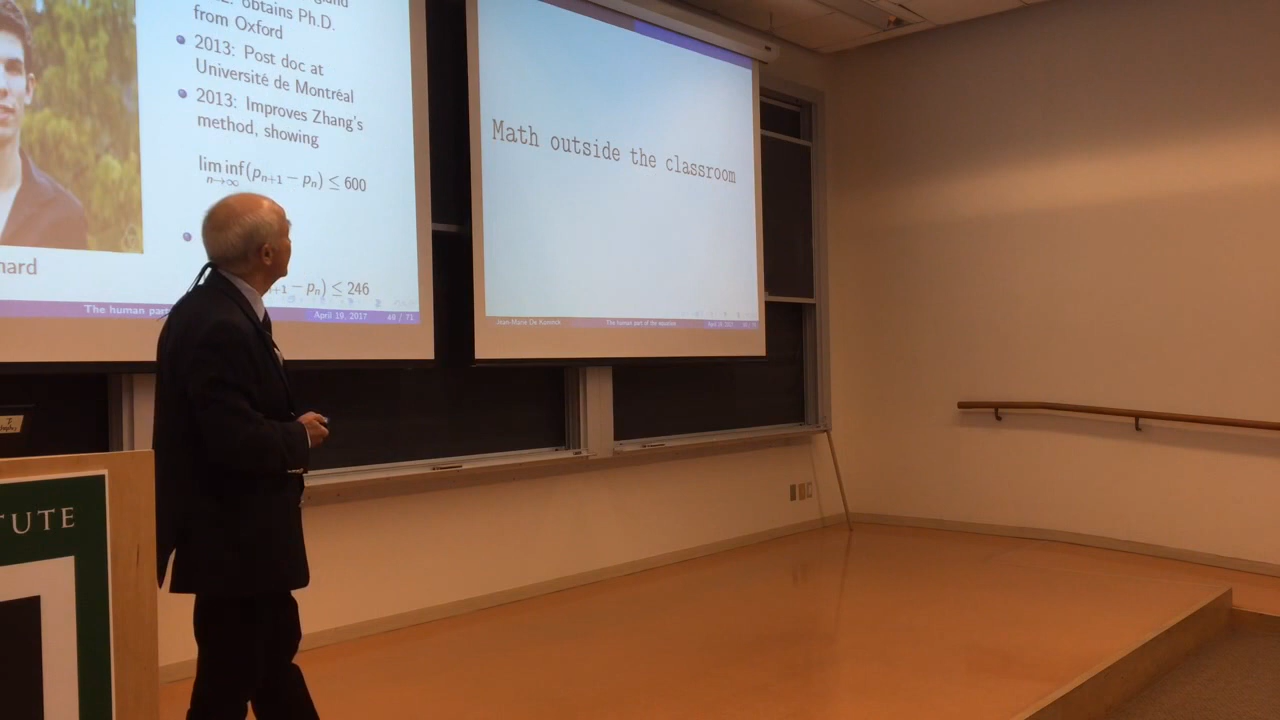 obtains Ph.D.
from Oxford
2013: Post doc at
Université de Montréal
2013: Improves Zhang's
method, showing
lim inf (pn+1 − pn) ≤ 600
n→∞
− pn) ≤ 246
nard
The human part
April 19, 2017 48 / 71
Math outside the classroom
Jean-Marie De Koninck The human part of the equation April 19, 2017
TUTE